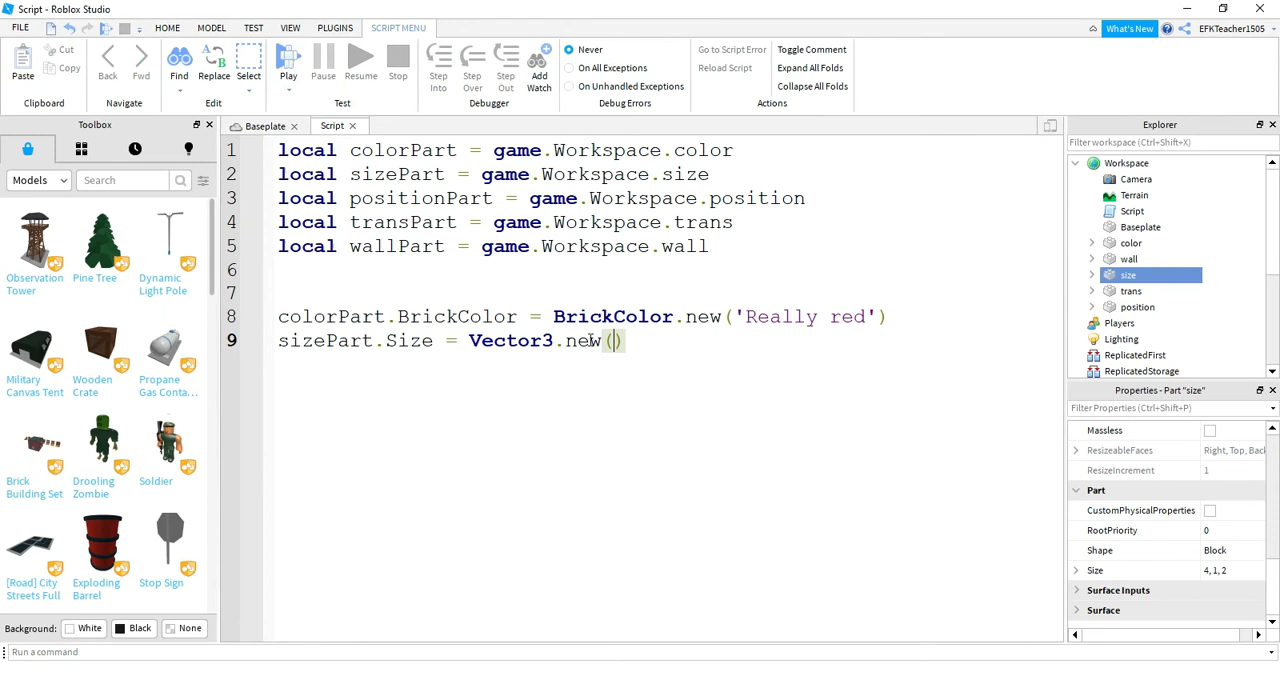 Script - Roblox Studio
FILE HOME MODEL TEST VIEW PLUGINS SCRIPT MENU What's New EFKTeacher1505
Paste Cut Copy Back Fwd Find Replace Select Play Pause Resume Stop Step Into Step Over Step Out Add Watch
Never
On All Exceptions
On Unhandled Exceptions
Go to Script Error
Reload Script
Toggle Comment
Expand All Folds
Collapse All Folds
Clipboard Navigate Edit Test Debugger Debug Errors Actions
Toolbox
Models Search
Observation Tower
Pine Tree
Dynamic Light Pole
Military Canvas Tent
Wooden Crate
Propane Gas Conta...
Brick Building Set
Drooling Zombie
Soldier
[Road] City Streets Full
Exploding Barrel
Stop Sign
Background: White Black None
Baseplate Script
1 local colorPart = game.Workspace.color
2 local sizePart = game.Workspace.size
3 local positionPart = game.Workspace.position
4 local transPart = game.Workspace.trans
5 local wallPart = game.Workspace.wall
6
7
8 colorPart.BrickColor = BrickColor.new('Really red')
9 sizePart.Size = Vector3.new()
Explorer
Filter workspace (Ctrl+Shift+X)
Workspace
Camera
Terrain
Script
Baseplate
color
wall
size
trans
position
Players
Lighting
ReplicatedFirst
ReplicatedStorage
Properties - Part "size"
Filter Properties (Ctrl+Shift+P)
Massless
ResizeableFaces Right, Top, Bac
ResizeIncrement 1
Part
CustomPhysicalProperties
RootPriority 0
Shape Block
Size 4, 1, 2
Surface Inputs
Surface
Run a command